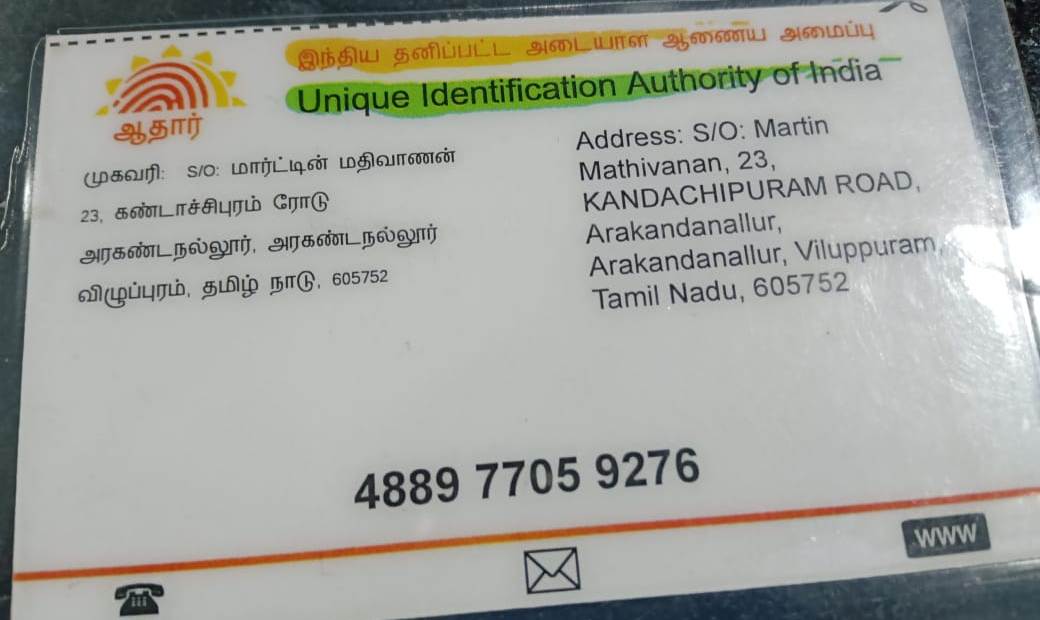 இந்திய தனிப்பட்ட அடையாள ஆணைய அமைப்பு
Unique Identification Authority of India
ஆதார்
முகவரி: S/O: மார்ட்டின் மதிவாணன்
23, கண்டாச்சிபுரம் ரோடு
அரகண்டநல்லூர், அரகண்டநல்லூர்
விழுப்புரம், தமிழ் நாடு, 605752
Address: S/O: Martin
Mathivanan, 23,
KANDACHIPURAM ROAD,
Arakandanallur,
Arakandanallur, Viluppuram,
Tamil Nadu, 605752
4889 7705 9276
www